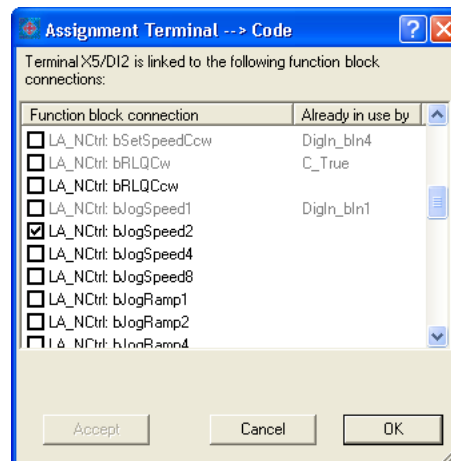 Assignment Terminal --> Code
Terminal X5/DI2 is linked to the following function block
connections:
Function block connection Already in use by
LA_NCtrl: bSetSpeedCcw DigIn_bIn4
LA_NCtrl: bRLQCw C_True
LA_NCtrl: bRLQCcw
LA_NCtrl: bJogSpeed1 DigIn_bIn1
LA_NCtrl: bJogSpeed2
LA_NCtrl: bJogSpeed4
LA_NCtrl: bJogSpeed8
LA_NCtrl: bJogRamp1
LA_NCtrl: bJogRamp2
LA_NCtrl: bJogRamp4
Accept Cancel OK